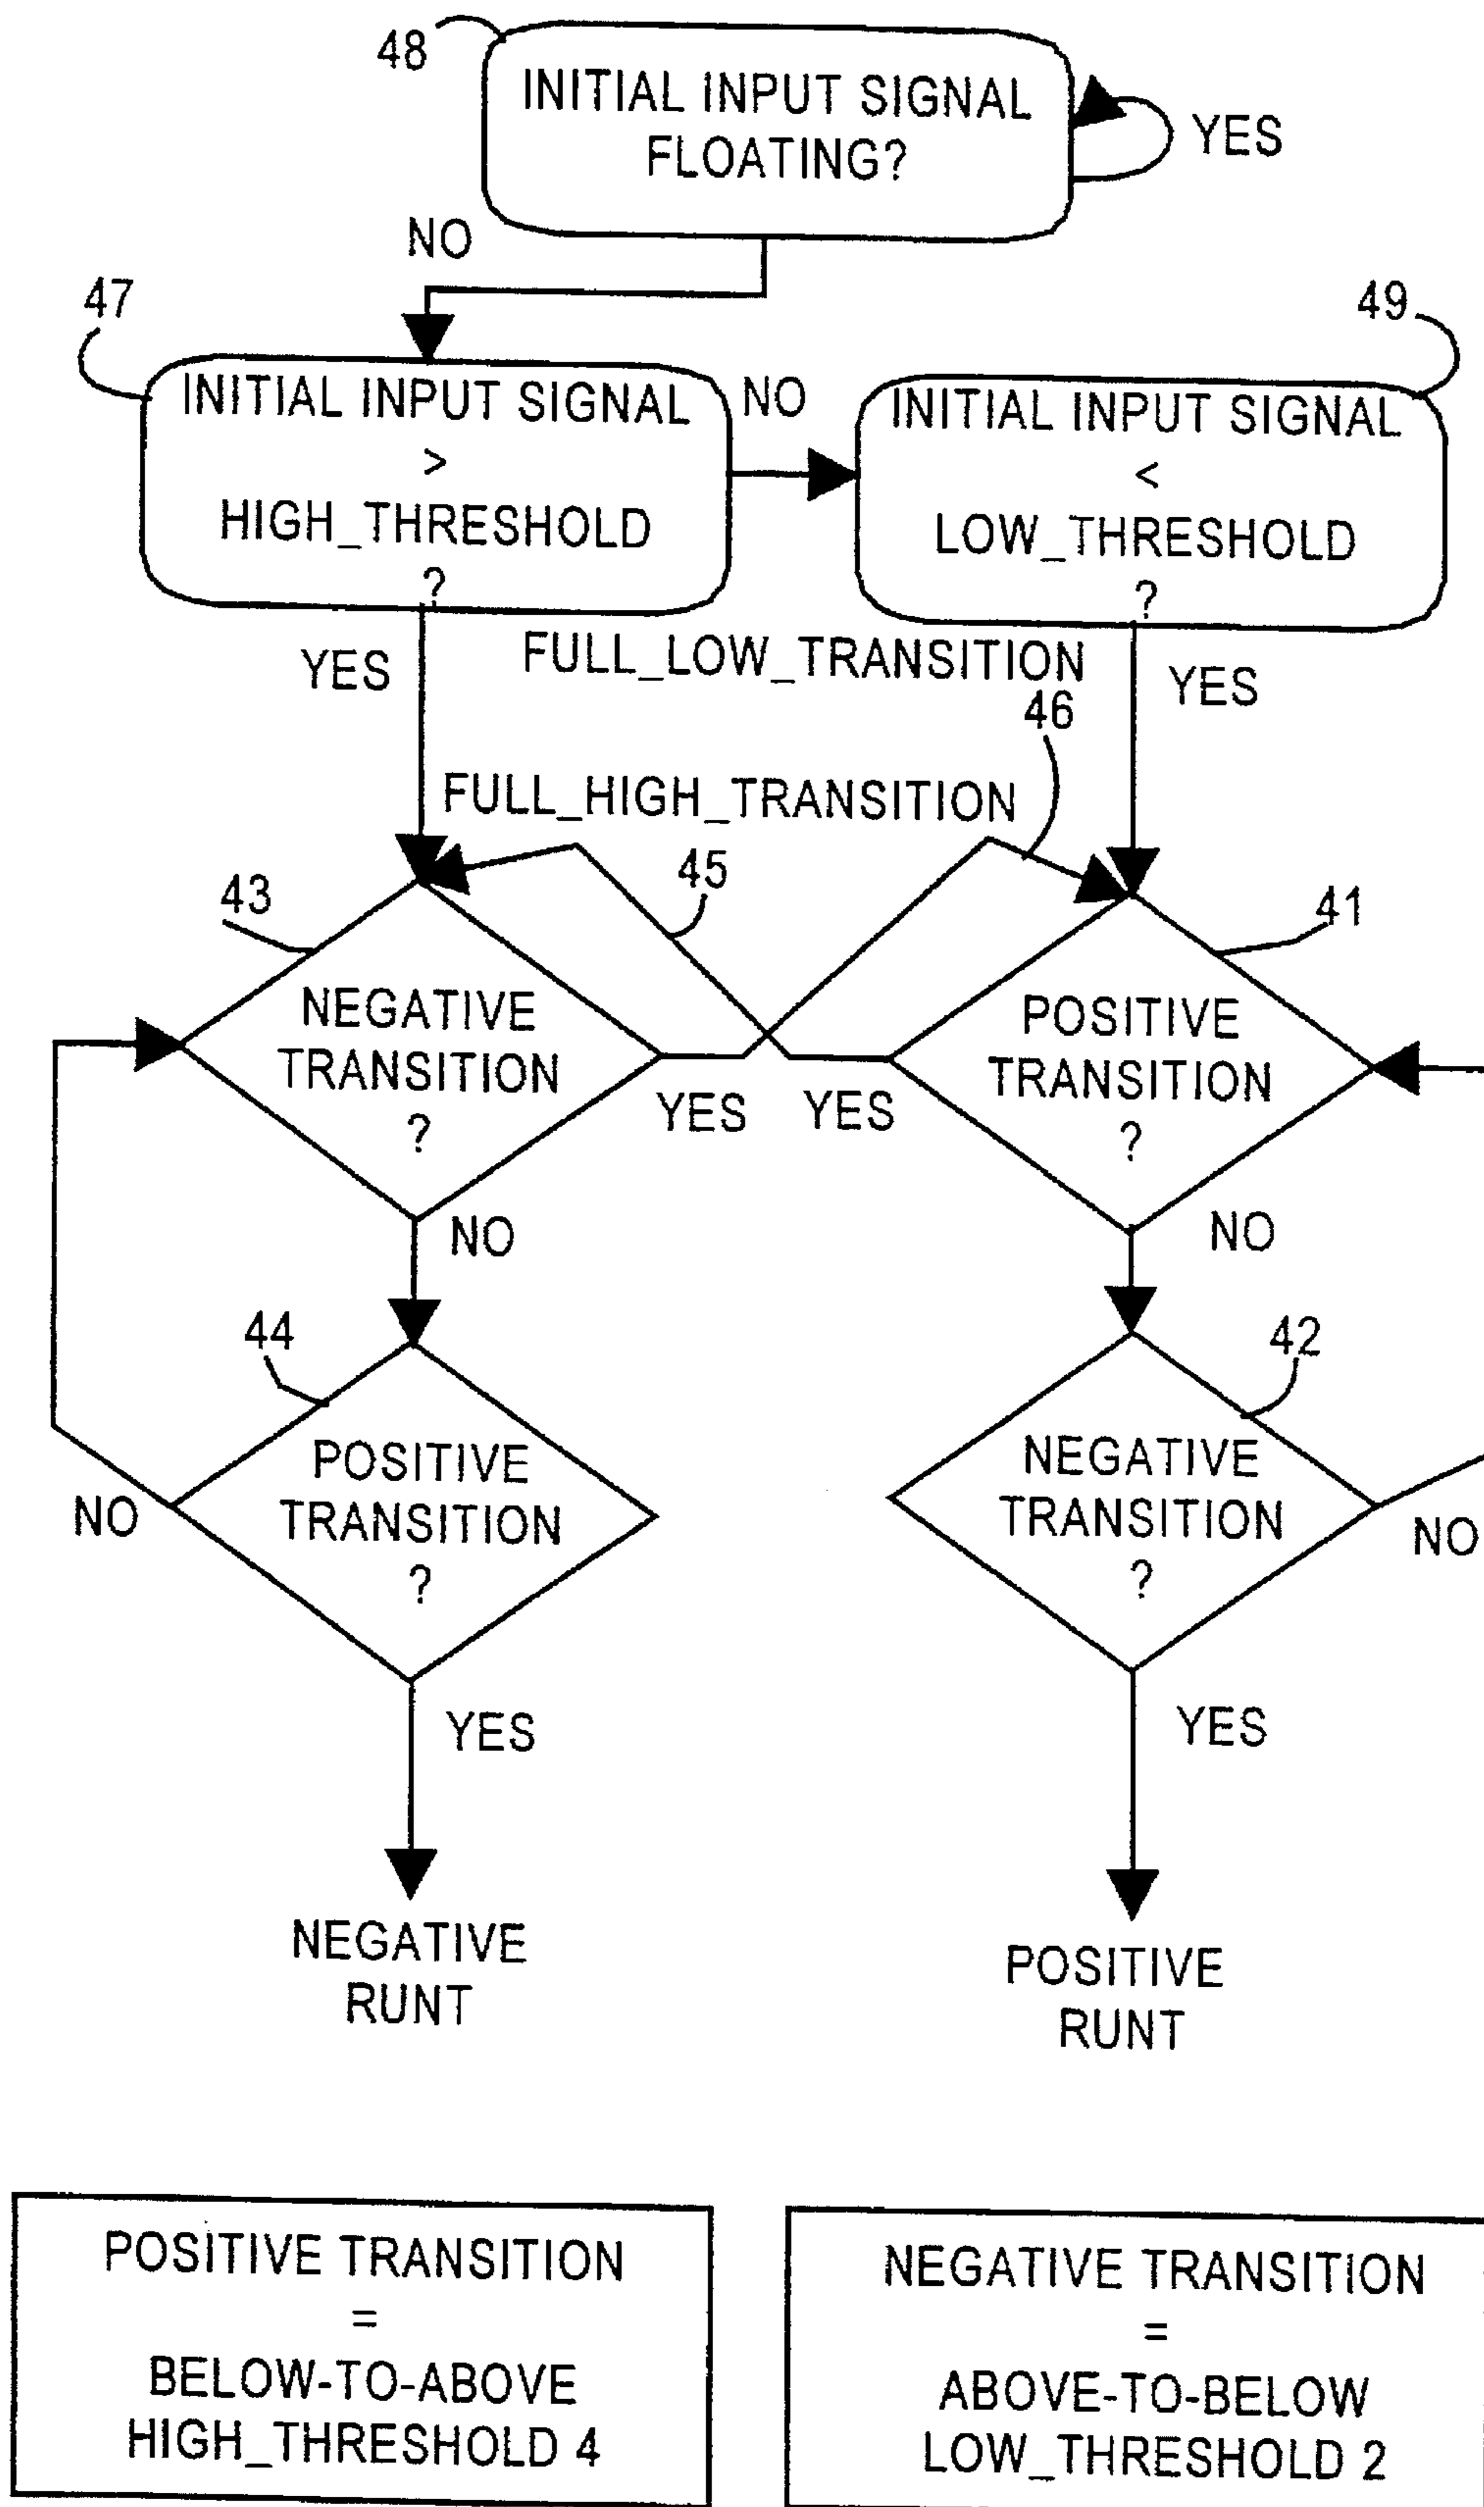 48
INITIAL INPUT SIGNAL
FLOATING?
YES
NO
47
49
INITIAL INPUT SIGNAL
>
HIGH_THRESHOLD
?
NO
INITIAL INPUT SIGNAL
<
LOW_THRESHOLD
?
YES
FULL_LOW_TRANSITION
YES
46
FULL_HIGH_TRANSITION
45
43
41
NEGATIVE
TRANSITION
?
POSITIVE
TRANSITION
?
YES
YES
NO
NO
44
42
POSITIVE
TRANSITION
?
NEGATIVE
TRANSITION
?
NO
NO
YES
YES
NEGATIVE
RUNT
POSITIVE
RUNT
POSITIVE TRANSITION
=
BELOW-TO-ABOVE
HIGH_THRESHOLD 4
NEGATIVE TRANSITION
=
ABOVE-TO-BELOW
LOW_THRESHOLD 2